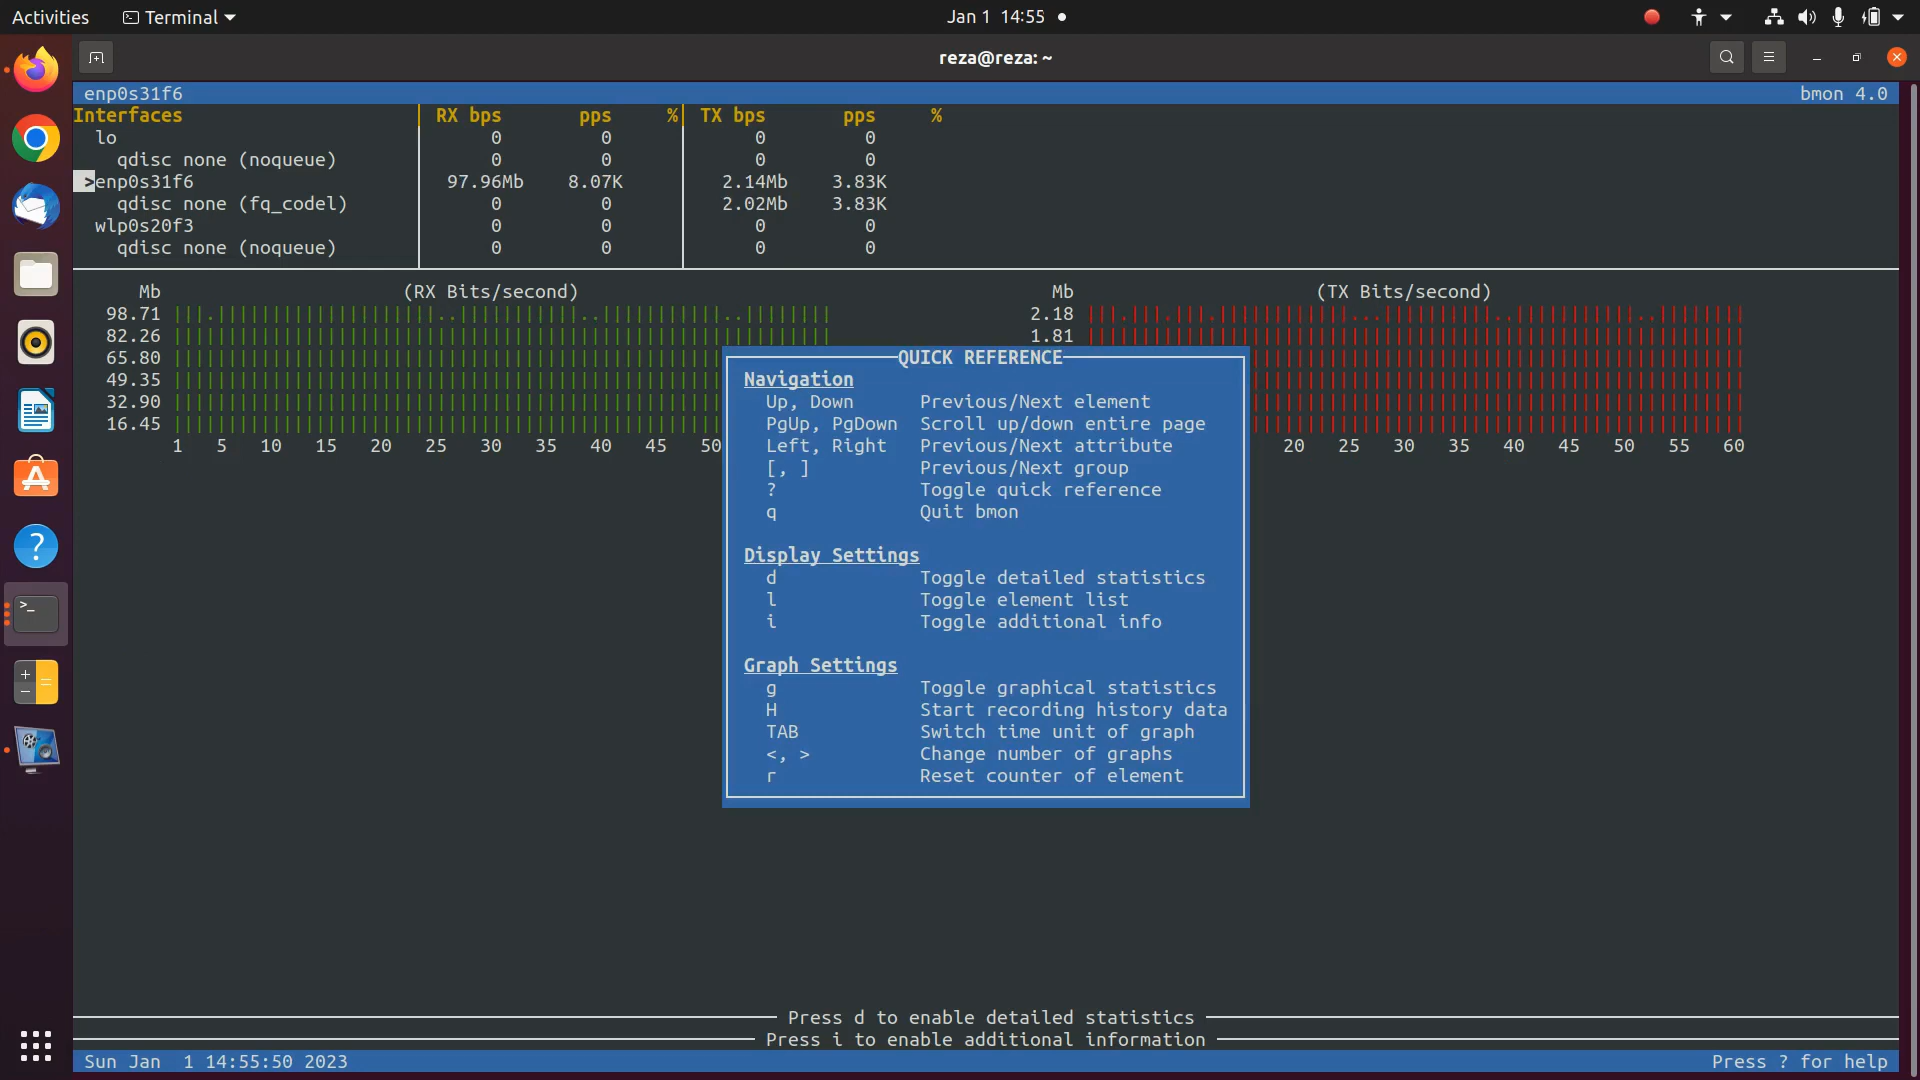 Activities Terminal Jan 1 14:55
reza@reza: ~
enp0s31f6 bmon 4.0
Interfaces RX bps pps % TX bps pps %
lo 0 0 0 0
qdisc none (noqueue) 0 0 0 0
>enp0s31f6 97.96Mb 8.07K 2.14Mb 3.83K
qdisc none (fq_codel) 0 0 2.02Mb 3.83K
wlp0s20f3 0 0 0 0
qdisc none (noqueue) 0 0 0 0
Mb (RX Bits/second) Mb (TX Bits/second)
98.71 2.18
82.26 1.81
65.80
49.35
32.90
16.45
1 5 10 15 20 25 30 35 40 45 50 20 25 30 35 40 45 50 55 60
QUICK REFERENCE
Navigation
Up, Down Previous/Next element
PgUp, PgDown Scroll up/down entire page
Left, Right Previous/Next attribute
[, ] Previous/Next group
? Toggle quick reference
q Quit bmon
Display Settings
d Toggle detailed statistics
l Toggle element list
i Toggle additional info
Graph Settings
g Toggle graphical statistics
H Start recording history data
TAB Switch time unit of graph
<, > Change number of graphs
r Reset counter of element
Press d to enable detailed statistics
Press i to enable additional information
Sun Jan 1 14:55:50 2023 Press ? for help